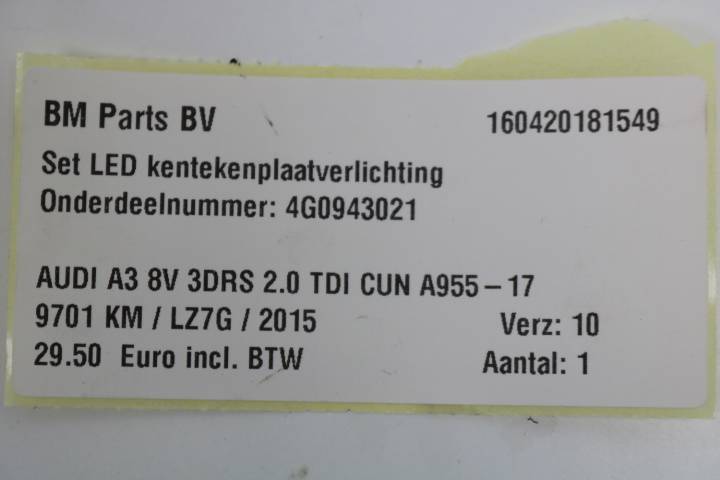 BM Parts BV 160420181549
Set LED kentekenplaatverlichting
Onderdeelnummer: 4G0943021
AUDI A3 8V 3DRS 2.0 TDI CUN A955-17
9701 KM / LZ7G / 2015 Verz: 10
29.50 Euro incl. BTW Aantal: 1